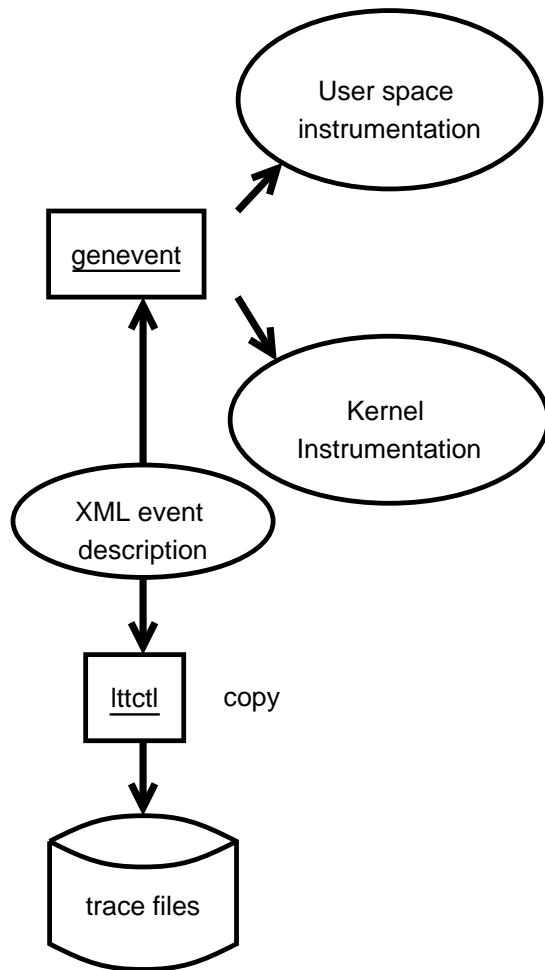 User space
instrumentation
genevent
Kernel
Instrumentation
XML event
description
lttctl
copy
trace files